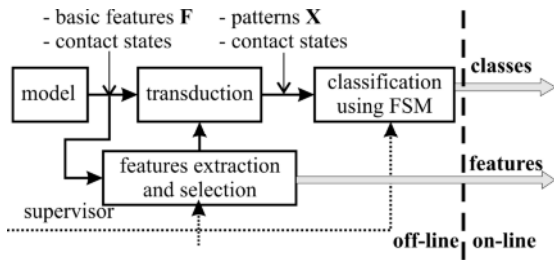 - basic features F
- contact states
- patterns X
- contact states
classes
model
transduction
classification
using FSM
features extraction
and selection
features
supervisor
off-line
on-line